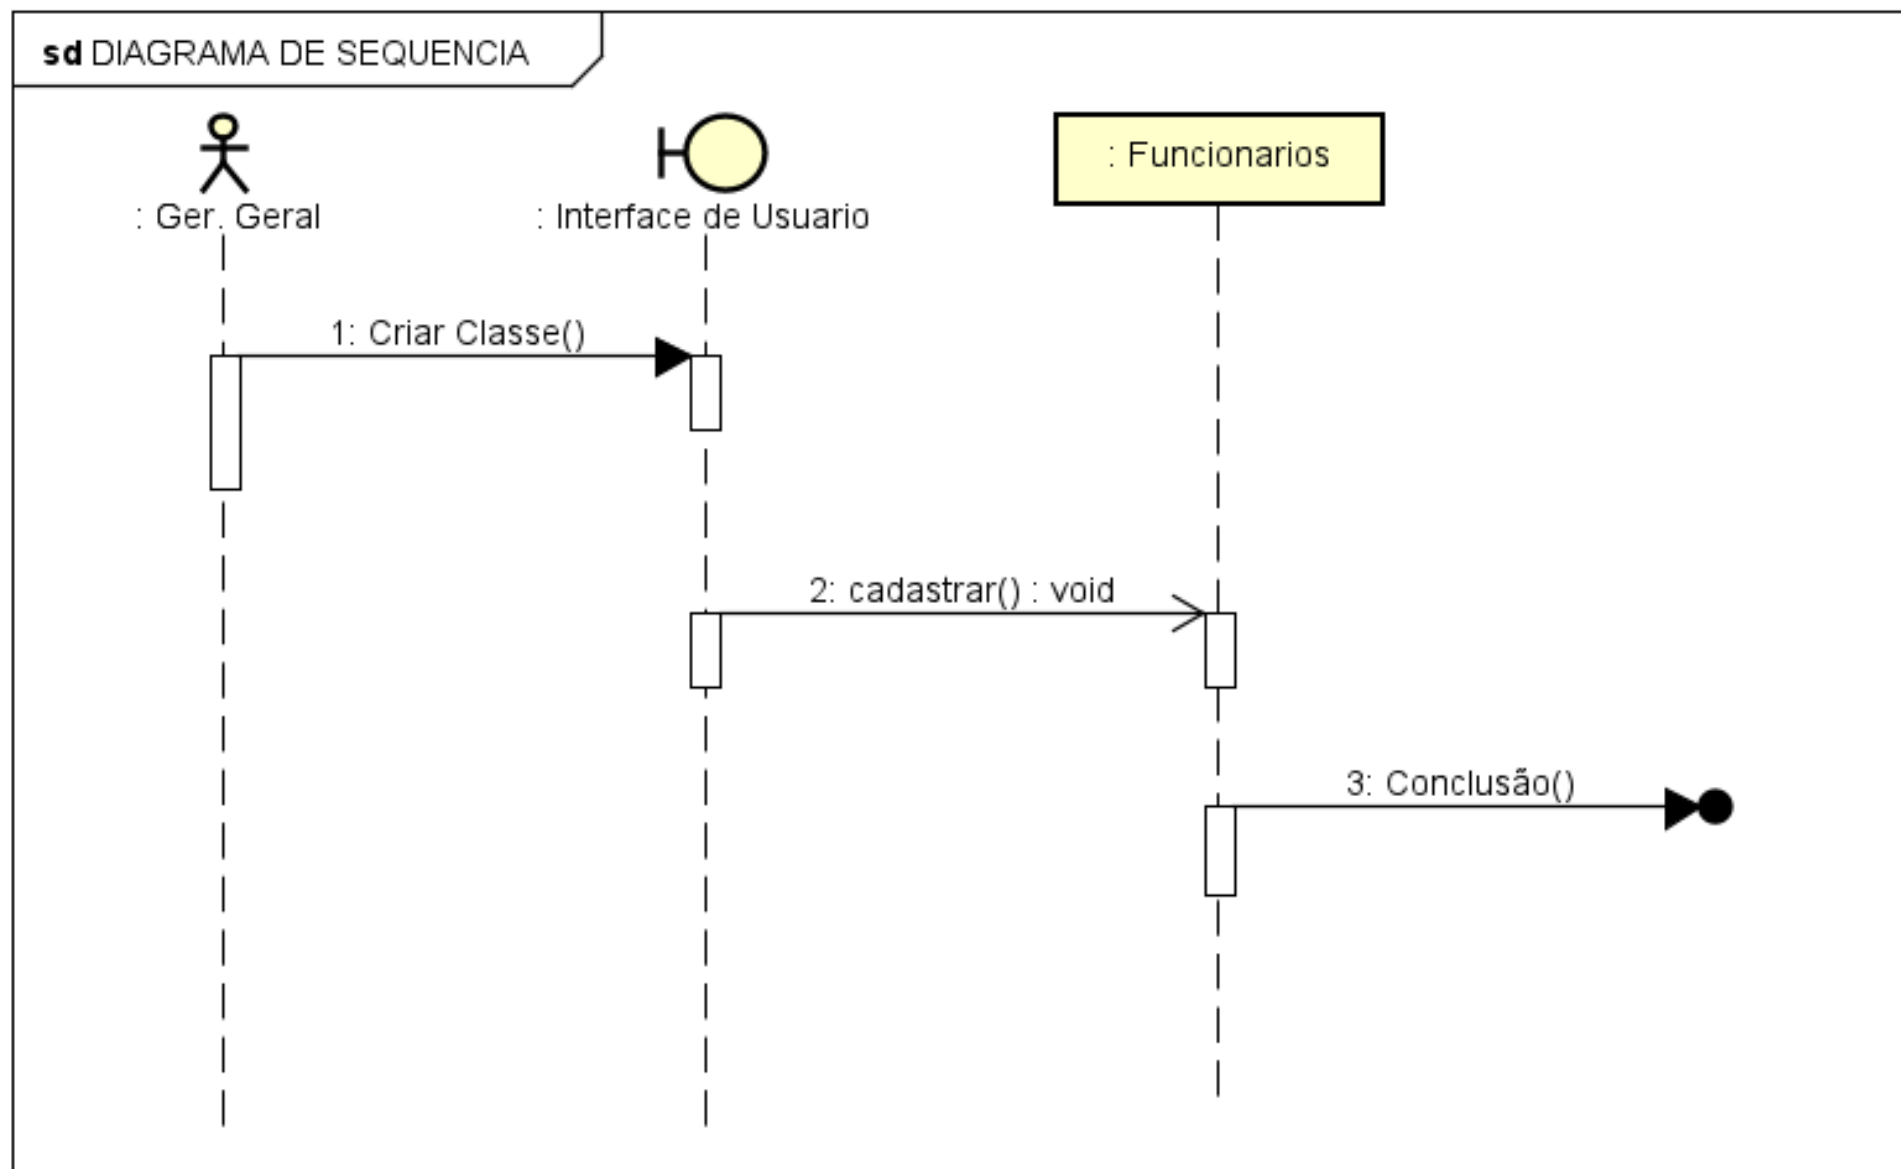 sd DIAGRAMA DE SEQUENCIA
: Funcionarios
: Ger. Geral
: Interface de Usuario
1: Criar Classe()
2: cadastrar() : void
3: Conclusão()